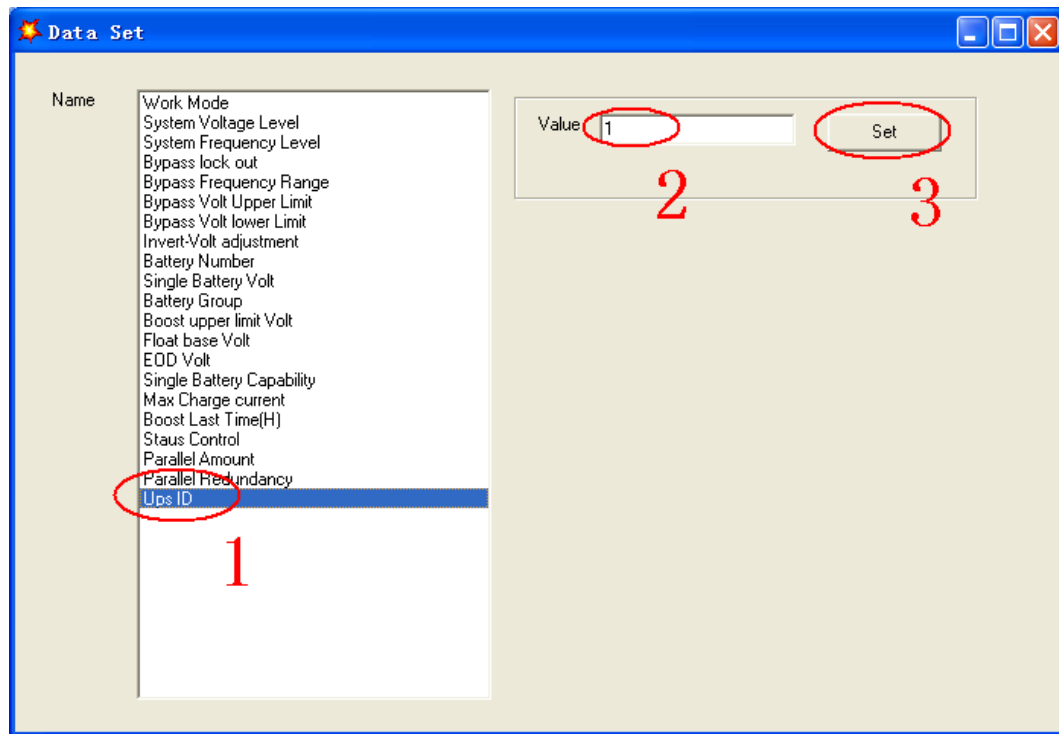 Data Set
Name
Work Mode
System Voltage Level
System Frequency Level
Bypass lock out
Bypass Frequency Range
Bypass Volt Upper Limit
Bypass Volt lower Limit
Invert-Volt adjustment
Battery Number
Single Battery Volt
Battery Group
Boost upper limit Volt
Float base Volt
EOD Volt
Single Battery Capability
Max Charge current
Boost Last Time(H)
Staus Control
Parallel Amount
Parallel Redundancy
Ups ID
1
Value 1
Set
2
3